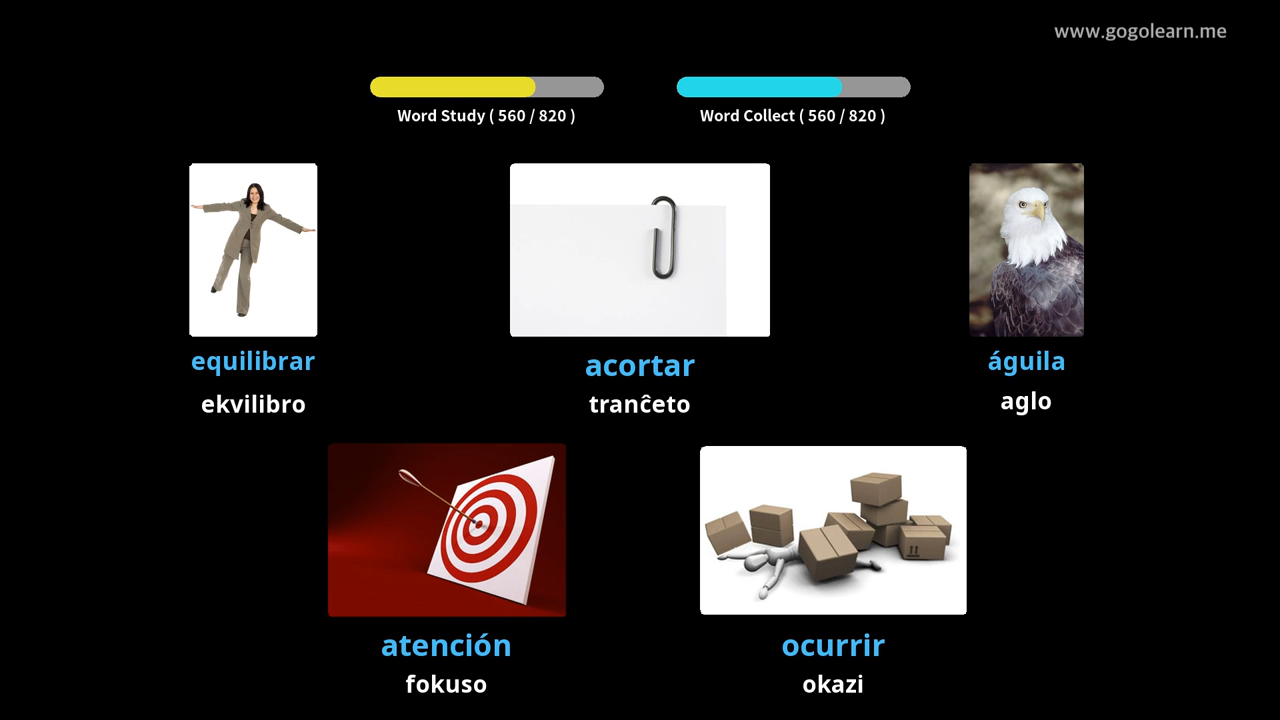 www.gogolearn.me
Word Study ( 560 / 820 )
Word Collect ( 560 / 820 )
equilibrar
ekvilibro
acortar
tranĉeto
águila
aglo
atención
fokuso
ocurrir
okazi